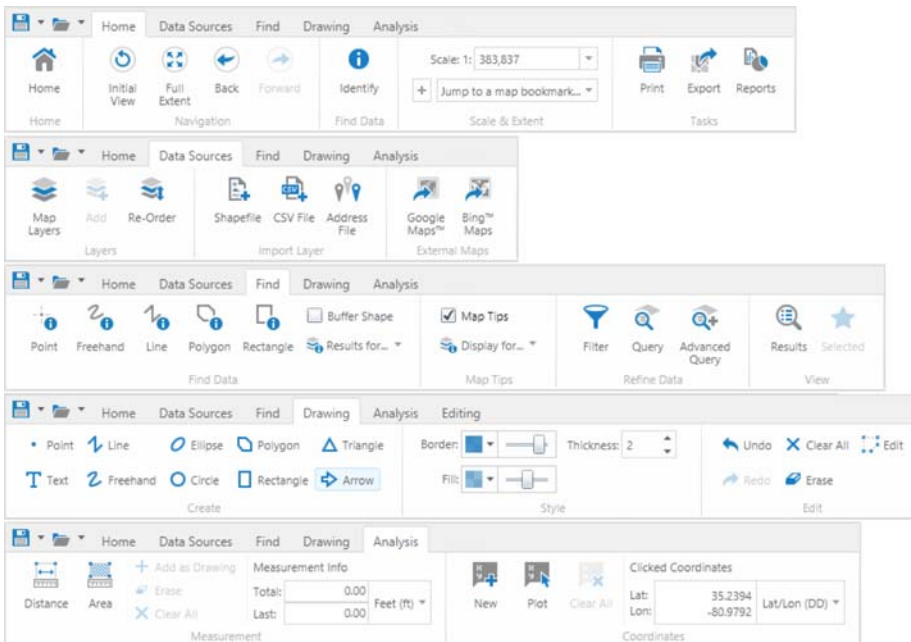 Home Data Sources Find Drawing Analysis
Scale: 1: 383,837
Home Initial View Full Extent Back Forward Identify Jump to a map bookmark... Print Export Reports
Home Navigation Find Data Scale & Extent Tasks
Home Data Sources Find Drawing Analysis
Map Layers Add Re-Order Shapefile CSV File Address File Google Maps™ Bing™ Maps
Layers Import Layer External Maps
Home Data Sources Find Drawing Analysis
Buffer Shape Map Tips
Point Freehand Line Polygon Rectangle Results for... Display for... Filter Query Advanced Query Results Selected
Find Data Map Tips Refine Data View
Home Data Sources Find Drawing Analysis Editing
Point Line Ellipse Polygon Triangle Border: Thickness: 2 Undo Clear All Edit
Text Freehand Circle Rectangle Arrow Fill: Redo Erase
Create Style Edit
Home Data Sources Find Drawing Analysis
Add as Drawing Measurement Info Clicked Coordinates
Erase Total: 0.00 Feet (ft) Lat: 35.2394 Lat/Lon (DD)
Distance Area Clear All Last: 0.00 New Plot Clear All Lon: -80.9792
Measurement Coordinates